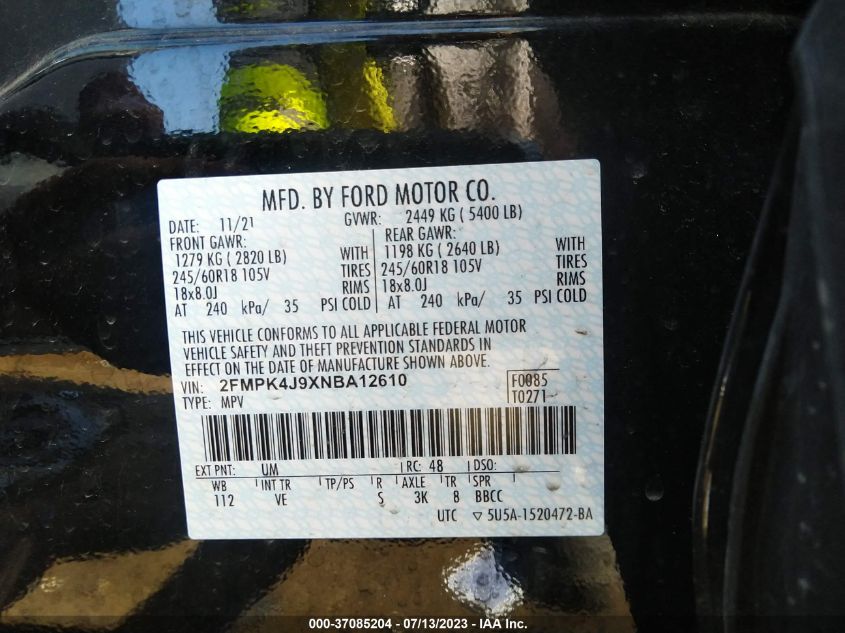 MFD. BY FORD MOTOR CO.
DATE: 11/21 GVWR: 2449 KG ( 5400 LB)
FRONT GAWR: REAR GAWR:
1279 KG ( 2820 LB) WITH 1198 KG ( 2640 LB) WITH
245/60R18 105V TIRES 245/60R18 105V TIRES
18x8.0J RIMS 18x8.0J RIMS
AT 240 kPa/ 35 PSI COLD AT 240 kPa/ 35 PSI COLD
THIS VEHICLE CONFORMS TO ALL APPLICABLE FEDERAL MOTOR
VEHICLE SAFETY AND THEFT PREVENTION STANDARDS IN
EFFECT ON THE DATE OF MANUFACTURE SHOWN ABOVE.
VIN: 2FMPK4J9XNBA12610 F0085
TYPE: MPV T0271
EXT PNT: UM RC: 48 DSO:
WB INT TR TP/PS R AXLE TR SPR
112 VE S 3K 8 BBCC
UTC ▽ 5U5A-1520472-BA
000-37085204 / 07/13/2023 - IAA Inc.